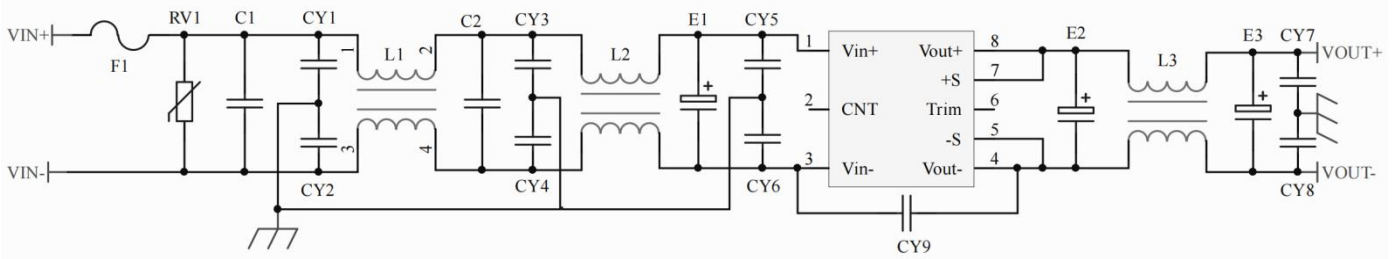 RV1 C1 CY1 CY3 E1 CY5 E2 E3 CY7
VIN+ F1 1 L1 2 C2 L2 1 Vin+ Vout+ 8 L3 VOUT+
+S 7
2 CNT Trim 6
-S 5
3 4 3 Vin- Vout- 4
VIN- CY2 CY4 CY6 CY8 VOUT-
CY9
+ + +